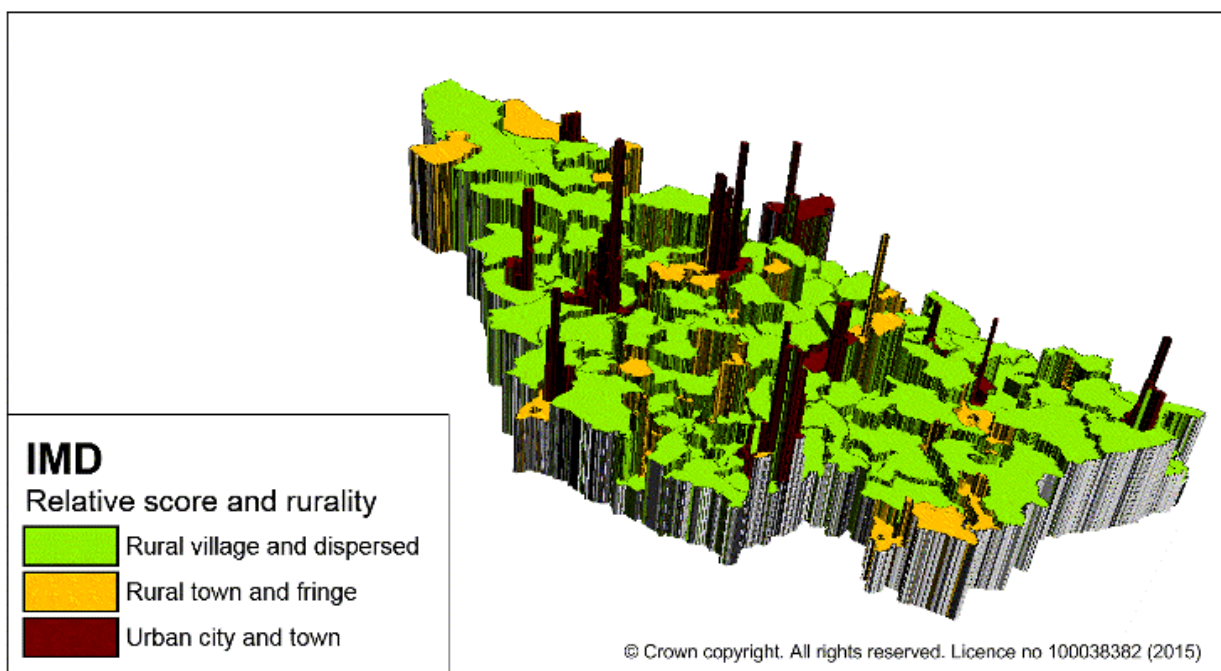 IMD
Relative score and rurality
Rural village and dispersed
Rural town and fringe
Urban city and town
© Crown copyright. All rights reserved. Licence no 100038382 (2015)